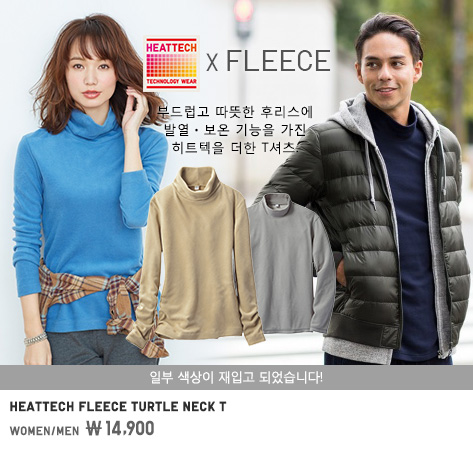 HEATTECH
TECHNOLOGY WEAR
X FLEECE
부드럽고 따뜻한 후리스에
발열·보온 기능을 가진
히트텍을 더한 T셔츠
일부 색상이 재입고 되었습니다!
HEATTECH FLEECE TURTLE NECK T
WOMEN/MEN ₩14,900